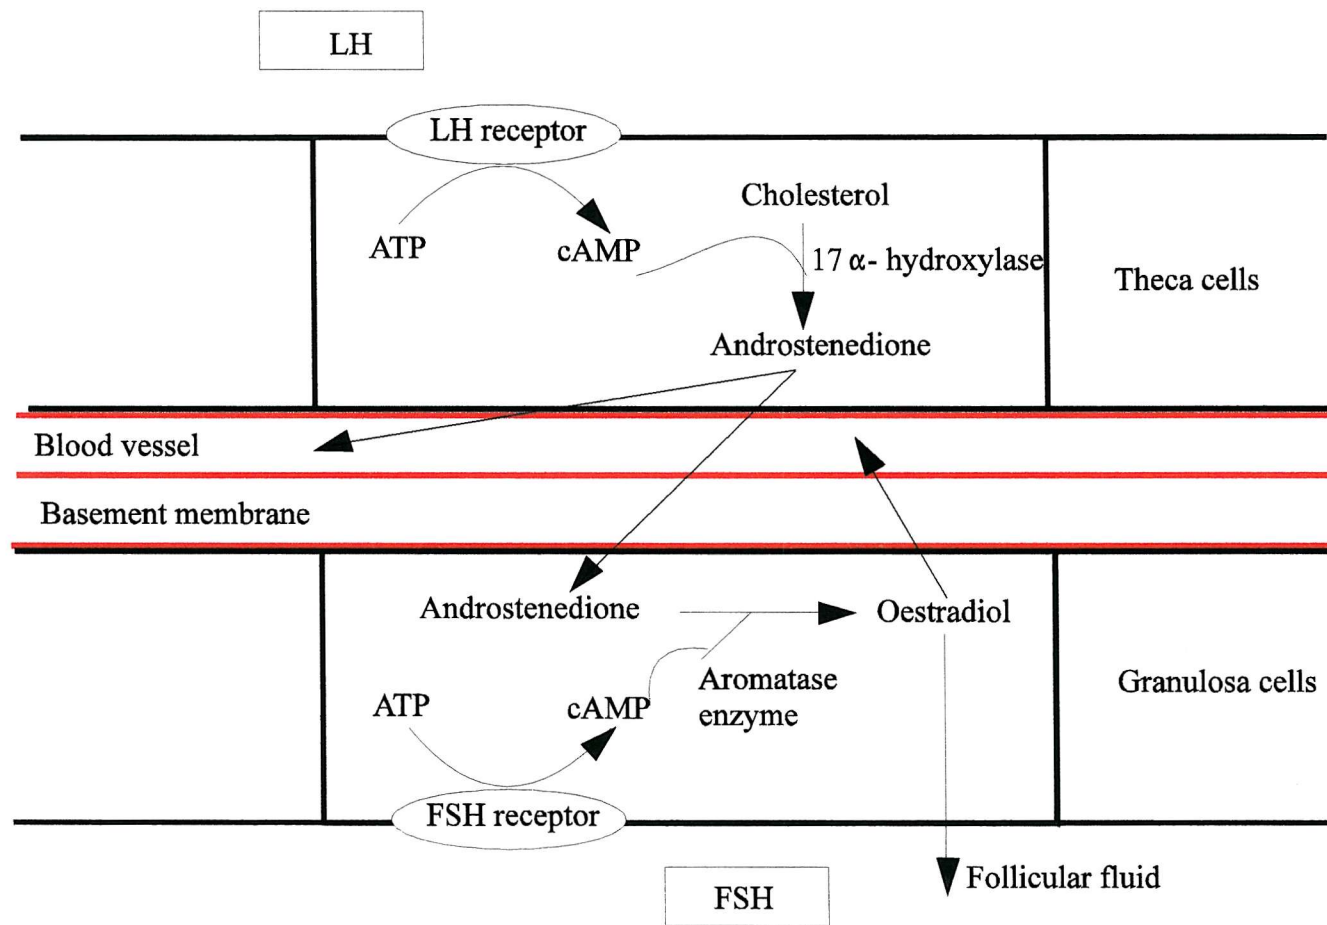 LH
LH receptor
Cholesterol
ATP
cAMP
17 α- hydroxylase
Theca cells
Androstenedione
Blood vessel
Basement membrane
Androstenedione
Oestradiol
Aromatase
enzyme
Granulosa cells
ATP
cAMP
FSH receptor
Follicular fluid
FSH